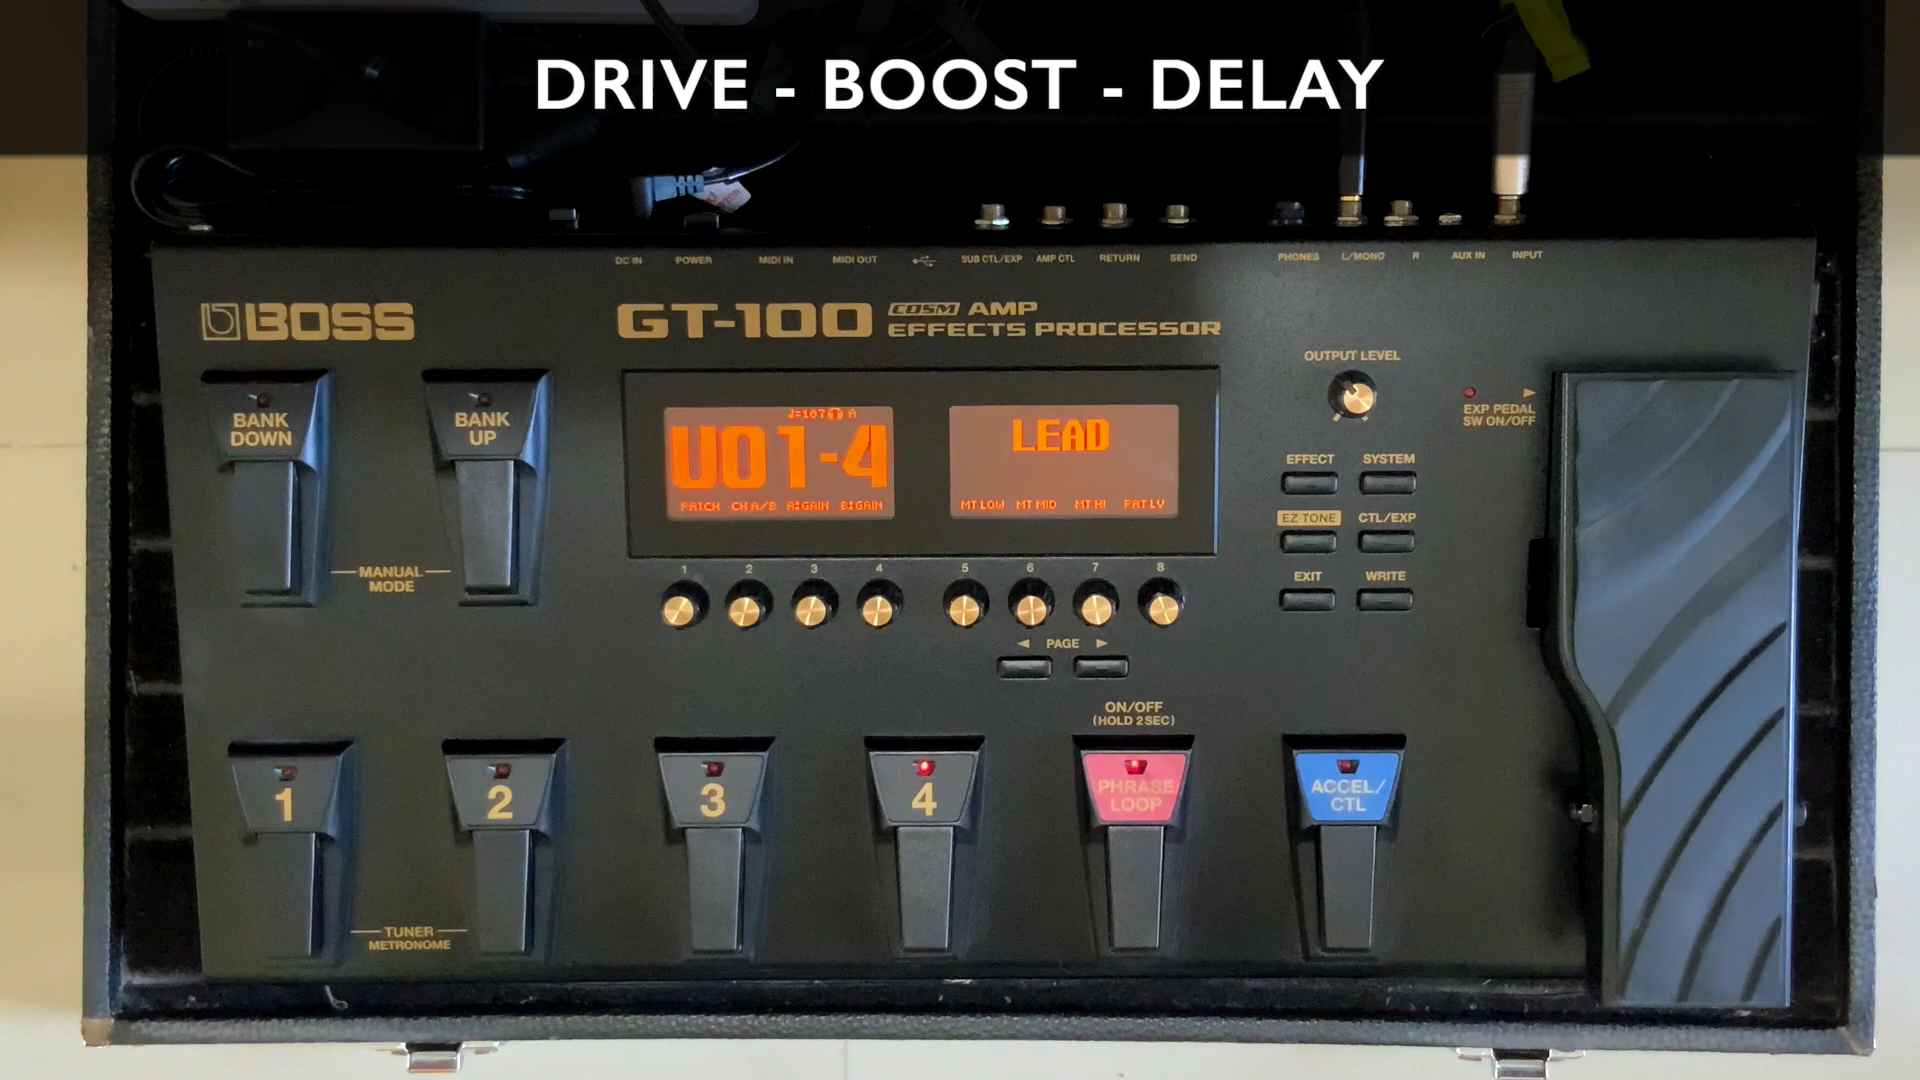 DRIVE - BOOST - DELAY
DC IN POWER MIDI IN MIDI OUT SUB CTL/EXP AMP CTL RETURN SEND PHONES L/MONO R AUX IN INPUT
BOSS
GT-100 COSM AMP
EFFECTS PROCESSOR
OUTPUT LEVEL
EXP PEDAL
SW ON/OFF
BANK
DOWN
BANK
UP
♩=107 A
U01-4
PATCH CH A/B A:GAIN B:GAIN
LEAD
MT LOW MT MID MT HI PAT LV
EFFECT SYSTEM
EZ TONE CTL/EXP
EXIT WRITE
MANUAL
MODE
1 2 3 4 5 6 7 8
◄ PAGE ►
ON/OFF
(HOLD 2SEC)
1
2
3
4
PHRASE
LOOP
ACCEL/
CTL
TUNER
METRONOME